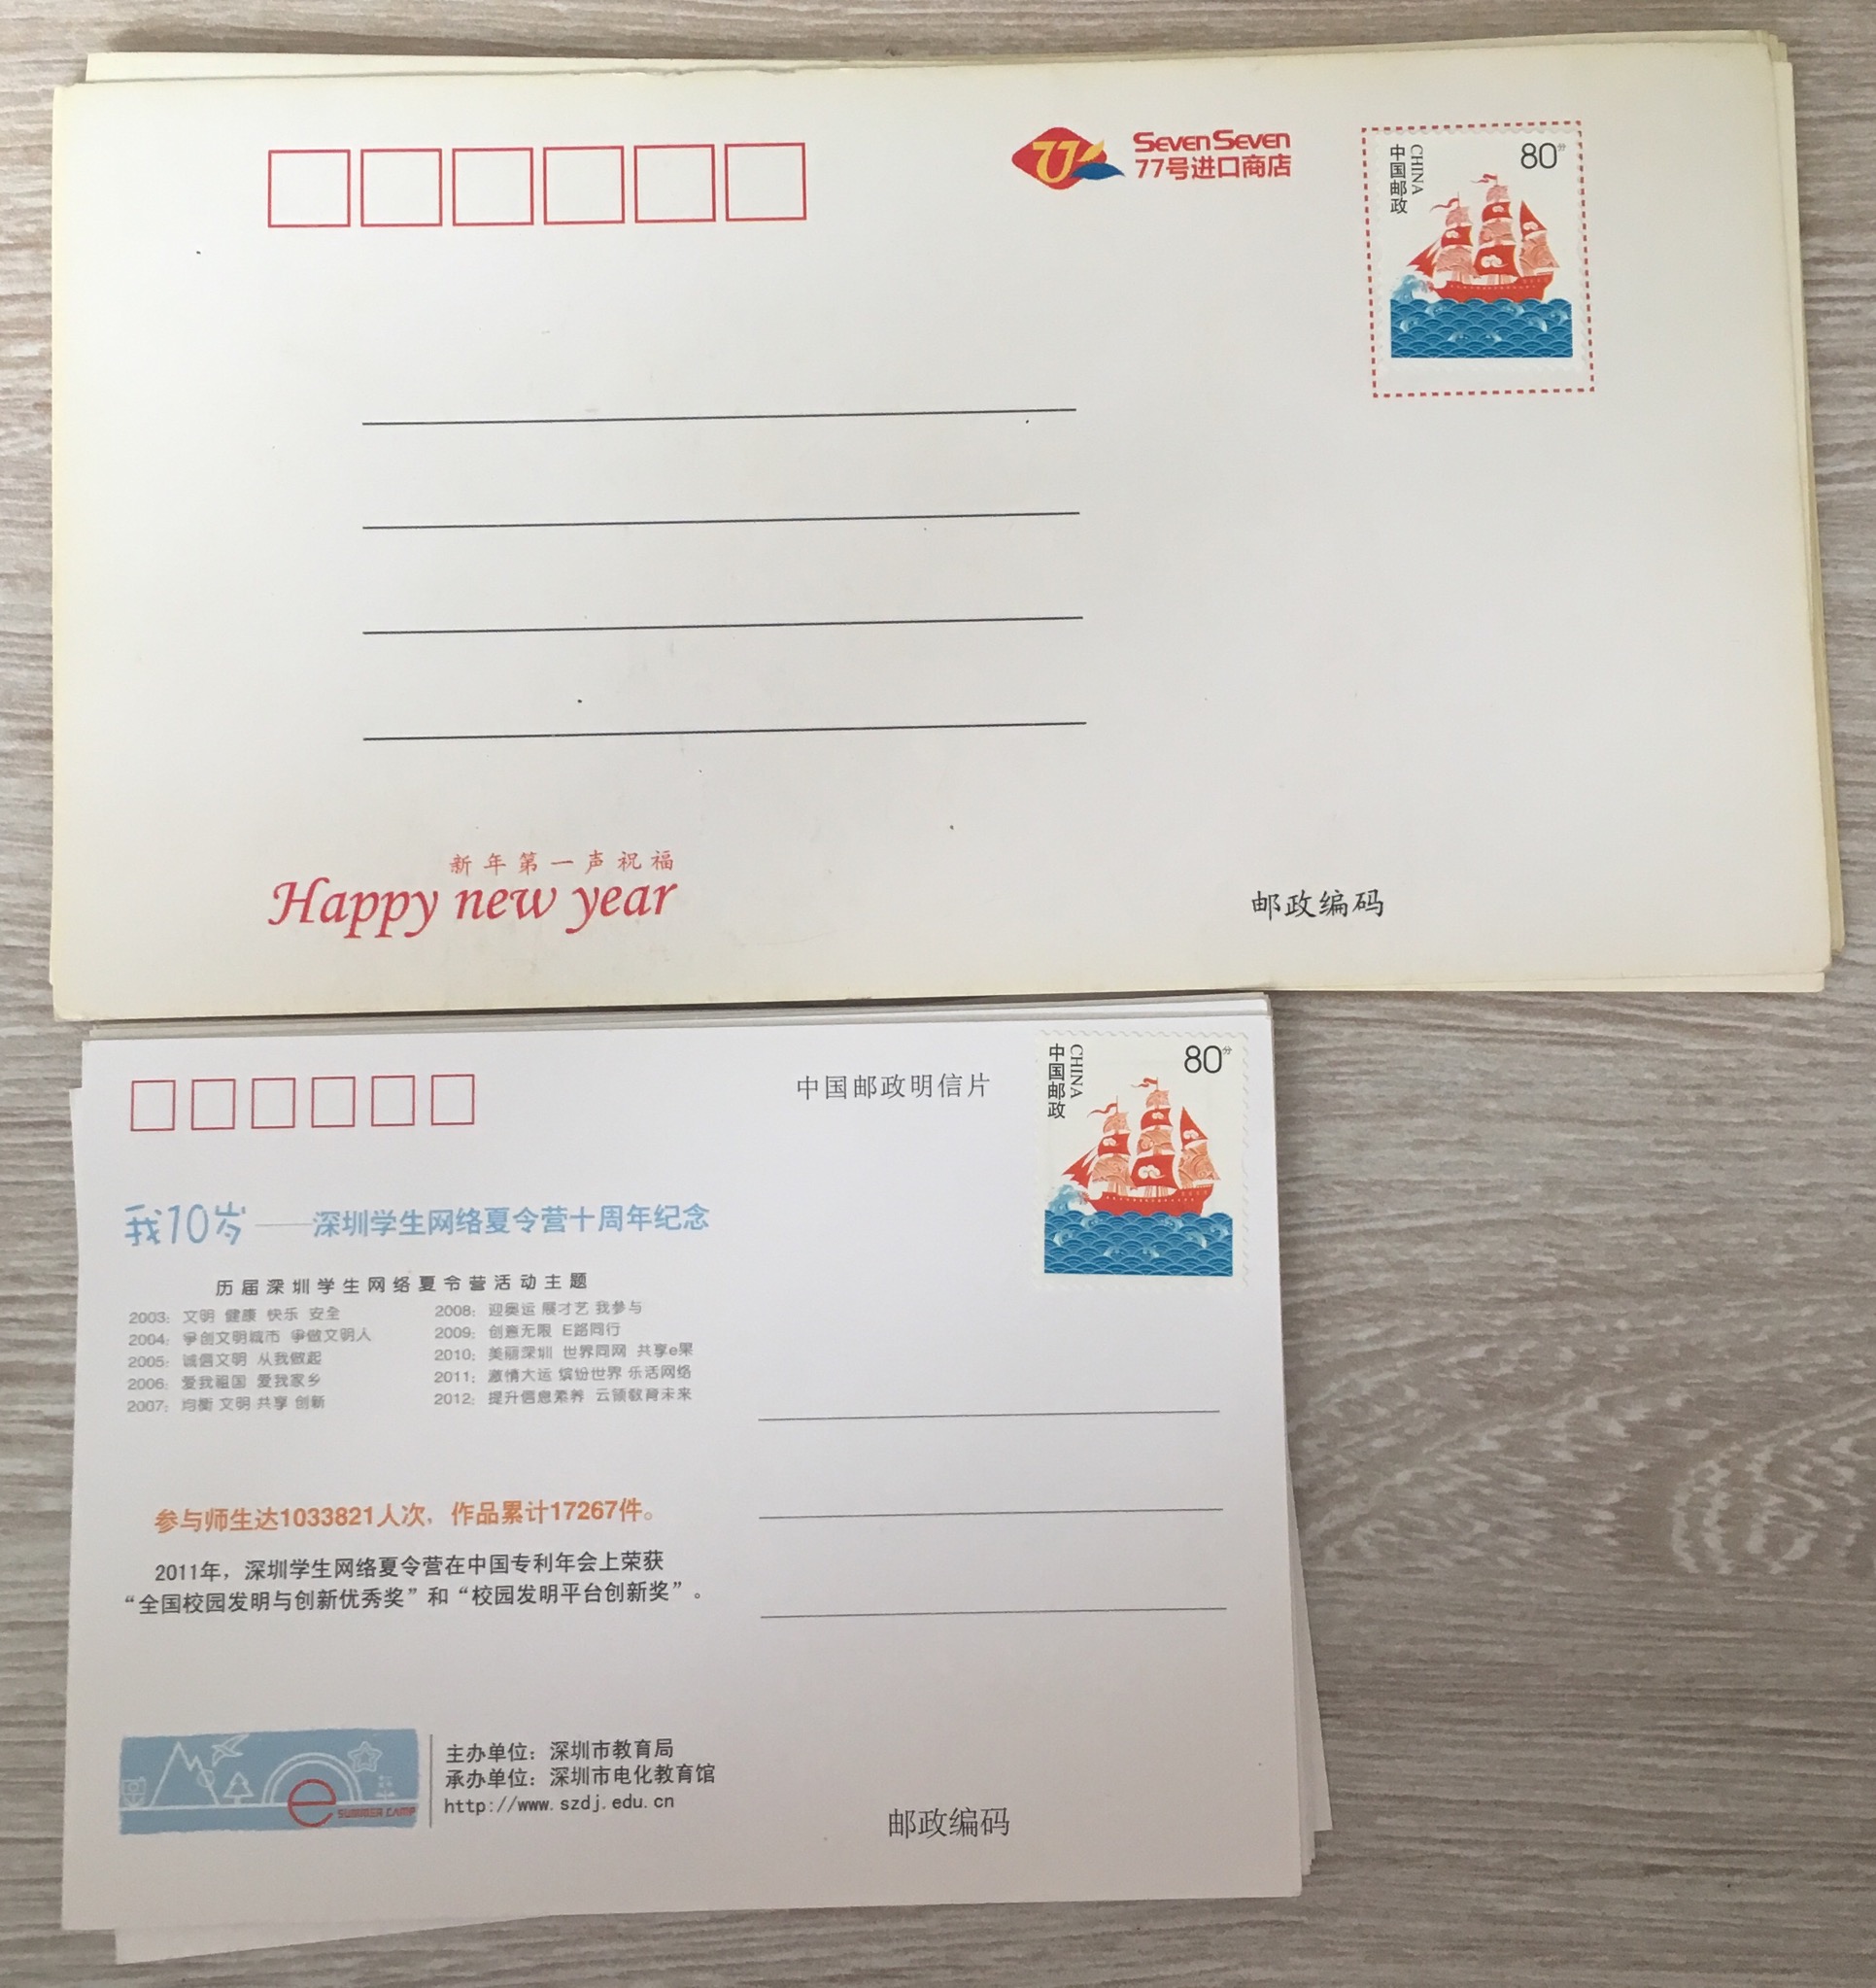 Seven Seven
77号进口商店
中国邮政
CHINA
80分
新年第一声祝福
Happy new year
邮政编码
中国邮政明信片
中国邮政
CHINA
80分
我10岁——深圳学生网络夏令营十周年纪念
历届深圳学生网络夏令营活动主题
2003：文明 健康 快乐 安全
2004：争创文明城市 争做文明人
2005：诚信文明 从我做起
2006：爱我祖国 爱我家乡
2007：均衡 文明 共享 创新
2008：迎奥运 展才艺 我参与
2009：创意无限 E路同行
2010：美丽深圳 世界同网 共享e果
2011：激情大运 缤纷世界 乐活网络
2012：提升信息素养 云领教育未来
参与师生达1033821人次，作品累计17267件。
2011年，深圳学生网络夏令营在中国专利年会上荣获
“全国校园发明与创新优秀奖”和“校园发明平台创新奖”。
e SUMMER CAMP
主办单位：深圳市教育局
承办单位：深圳市电化教育馆
http://www.szdj.edu.cn
邮政编码